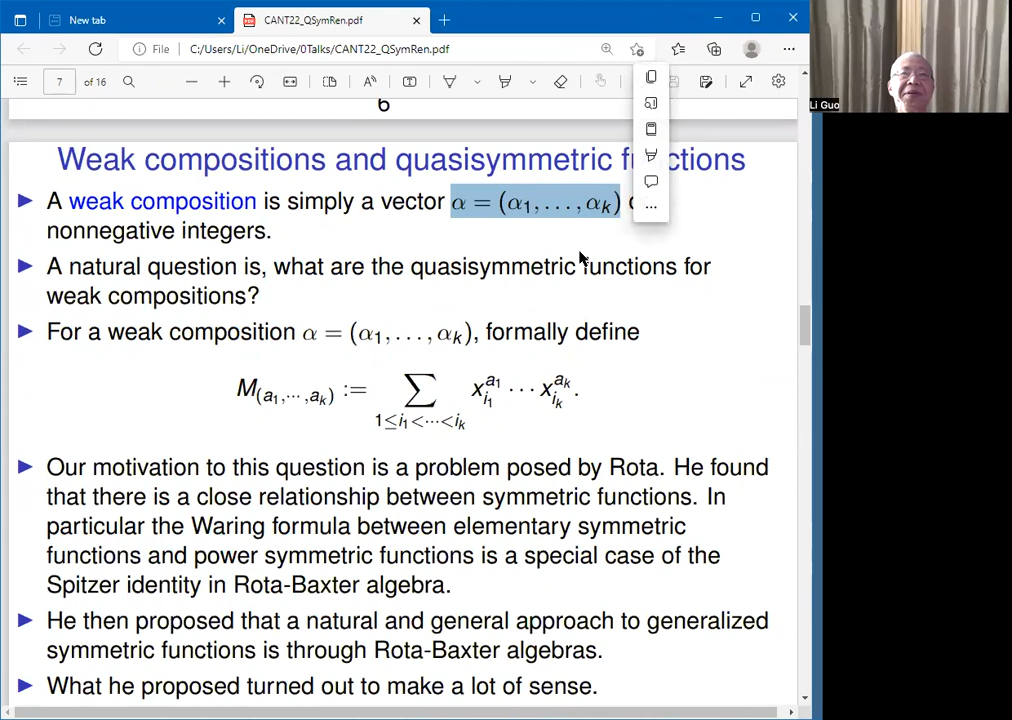 New tab
CANT22_QSymRen.pdf
File
C:/Users/Li/OneDrive/0Talks/CANT22_QSymRen.pdf
7 of 16
6
Li Guo
Weak compositions and quasisymmetric functions
A weak composition is simply a vector α = (α1, . . . , αk)
nonnegative integers.
A natural question is, what are the quasisymmetric functions for
weak compositions?
For a weak composition α = (α1, . . . , αk), formally define
M(a1,⋯,ak) := ∑ x_{i1}^{a1} ⋯ x_{ik}^{ak}.
1≤i1<⋯<ik
Our motivation to this question is a problem posed by Rota. He found
that there is a close relationship between symmetric functions. In
particular the Waring formula between elementary symmetric
functions and power symmetric functions is a special case of the
Spitzer identity in Rota-Baxter algebra.
He then proposed that a natural and general approach to generalized
symmetric functions is through Rota-Baxter algebras.
What he proposed turned out to make a lot of sense.